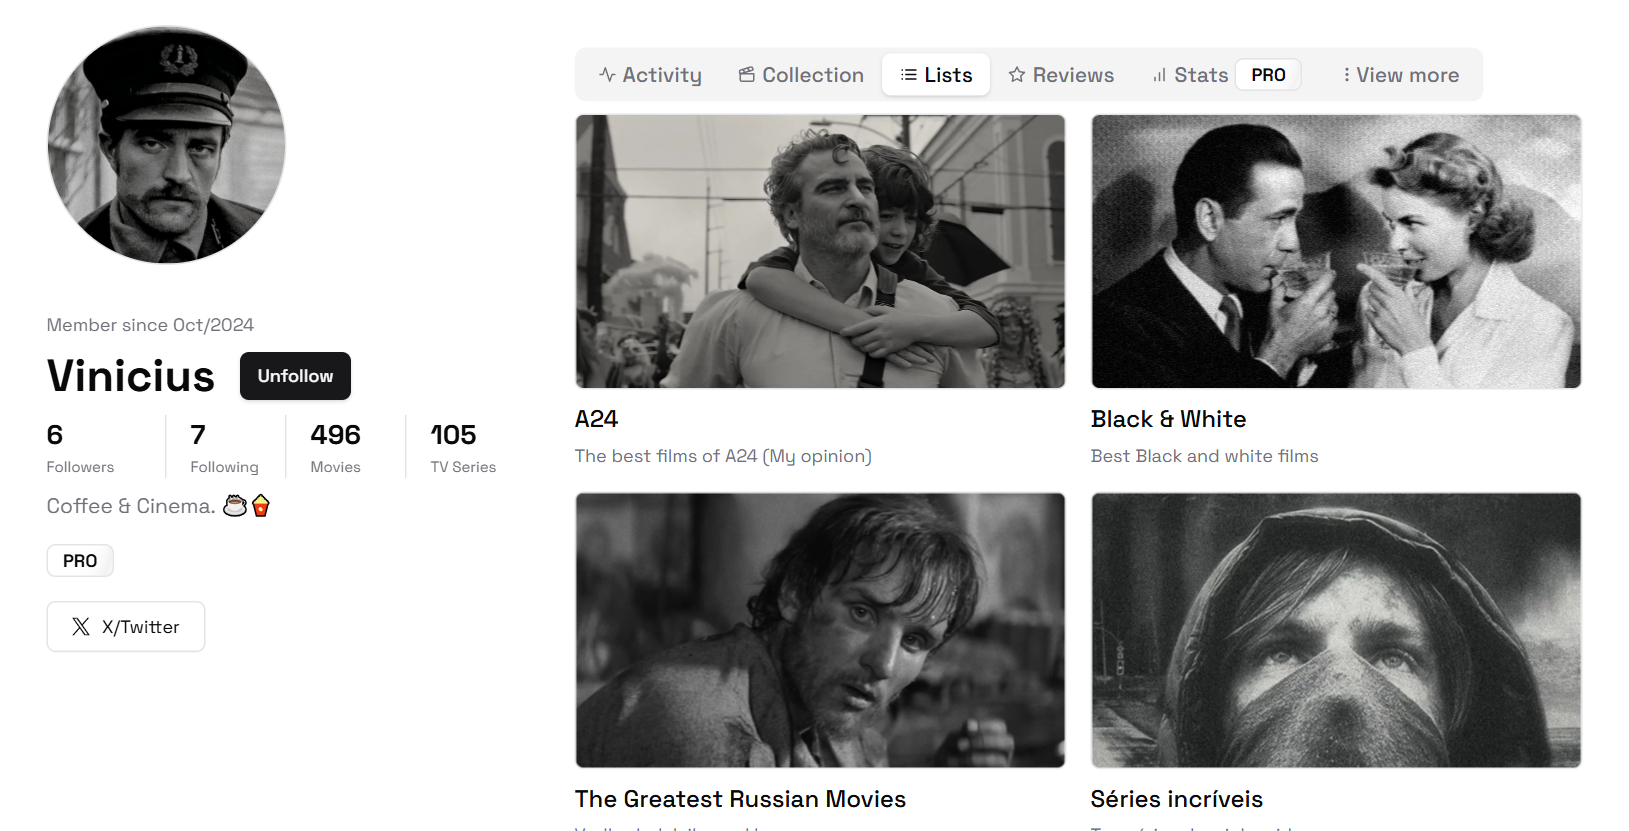 Member since Oct/2024
Vinicius
Unfollow
6
Followers
7
Following
496
Movies
105
TV Series
Coffee & Cinema.
PRO
X/Twitter
Activity
Collection
Lists
Reviews
Stats
PRO
View more
A24
The best films of A24 (My opinion)
Black & White
Best Black and white films
The Greatest Russian Movies
Séries incríveis